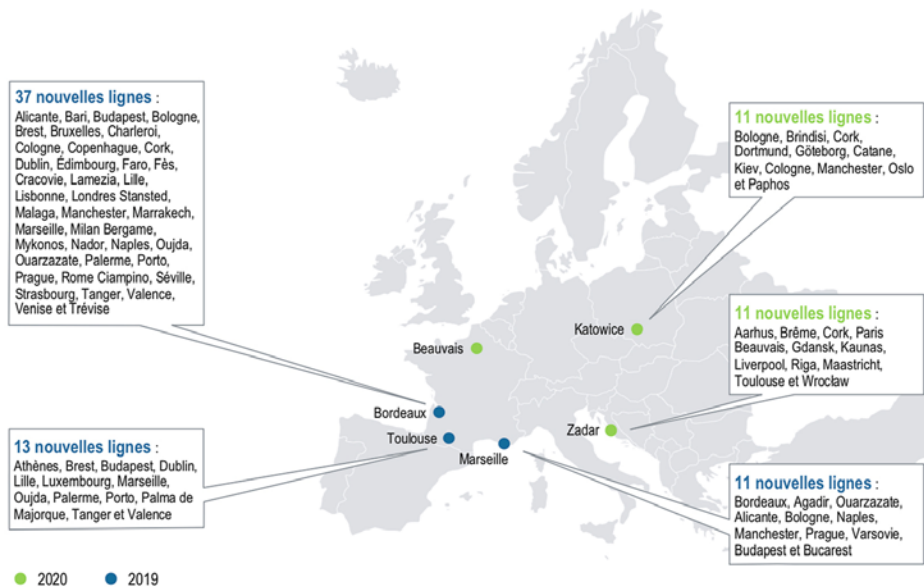 37 nouvelles lignes :
Alicante, Bari, Budapest, Bologne,
Brest, Bruxelles, Charleroi,
Cologne, Copenhague, Cork,
Dublin, Édimbourg, Faro, Fès,
Cracovie, Lamezia, Lille,
Lisbonne, Londres Stansted,
Malaga, Manchester, Marrakech,
Marseille, Milan Bergame,
Mykonos, Nador, Naples, Oujda,
Ouarzazate, Palerme, Porto,
Prague, Rome Ciampino, Séville,
Strasbourg, Tanger, Valence,
Venise et Trévise
11 nouvelles lignes :
Bologne, Brindisi, Cork,
Dortmund, Göteborg, Catane,
Kiev, Cologne, Manchester, Oslo
et Paphos
Katowice
Beauvais
11 nouvelles lignes :
Aarhus, Brême, Cork, Paris
Beauvais, Gdansk, Kaunas,
Liverpool, Riga, Maastricht,
Toulouse et Wrocław
Bordeaux
Toulouse
Marseille
Zadar
13 nouvelles lignes :
Athènes, Brest, Budapest, Dublin,
Lille, Luxembourg, Marseille,
Oujda, Palerme, Porto, Palma de
Majorque, Tanger et Valence
11 nouvelles lignes :
Bordeaux, Agadir, Ouarzazate,
Alicante, Bologne, Naples,
Manchester, Prague, Varsovie,
Budapest et Bucarest
2020
2019